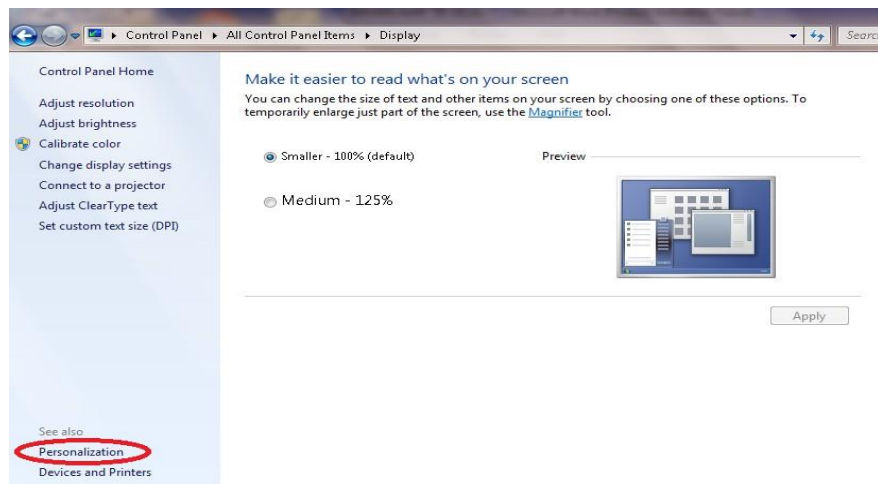 Control Panel All Control Panel Items Display
Searc
Control Panel Home
Adjust resolution
Adjust brightness
Calibrate color
Change display settings
Connect to a projector
Adjust ClearType text
Set custom text size (DPI)
See also
Personalization
Devices and Printers
Make it easier to read what's on your screen
You can change the size of text and other items on your screen by choosing one of these options. To
temporarily enlarge just part of the screen, use the Magnifier tool.
Smaller - 100% (default)
Preview
Medium - 125%
Apply